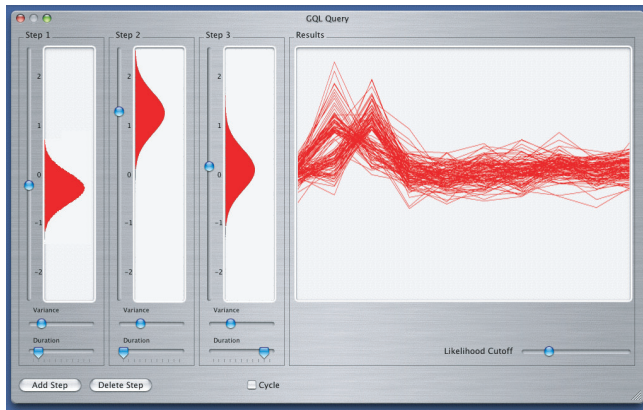 GQL Query
Step 1
Step 2
Step 3
Results
2
1
0
-1
-2
2
1
0
-1
-2
2
1
0
-1
-2
Variance
Variance
Variance
Duration
Duration
Duration
Likelihood Cutoff
Add Step
Delete Step
Cycle